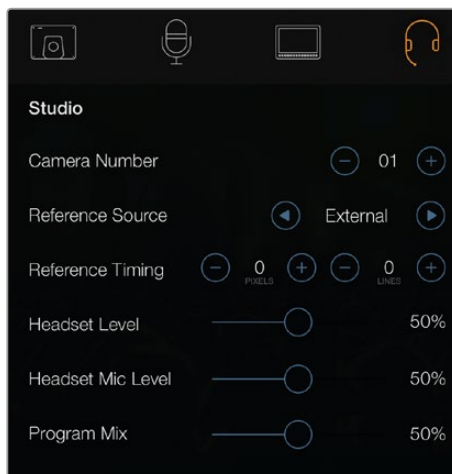 Studio
Camera Number − 01 +
Reference Source External
Reference Timing − 0 PIXELS + − 0 LINES +
Headset Level 50%
Headset Mic Level 50%
Program Mix 50%